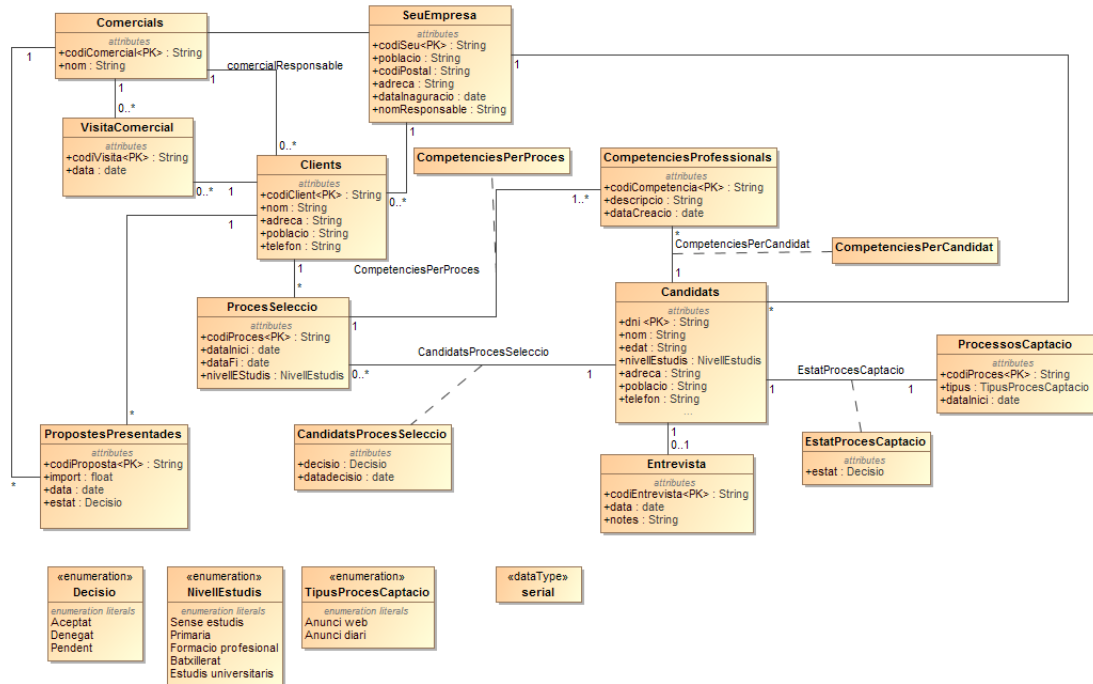 Comercials
attributes
+codiComercial<PK> : String
+nom : String
1
1
1
0..*
comercialResponsable
0..*
SeuEmpresa
attributes
+codiSeu<PK> : String
+poblacio : String
+codiPostal : String
+adreca : String
+dataInaguracio : date
+nomResponsable : String
1
1
VisitaComercial
attributes
+codiVisita<PK> : String
+data : date
0..*
1
Clients
attributes
+codiClient<PK> : String
+nom : String
+adreca : String
+poblacio : String
+telefon : String
0..*
1
1
*
CompetenciesPerProces
CompetenciesProfessionals
attributes
+codiCompetencia<PK> : String
+descripcio : String
+dataCreacio : date
1..*
*
CompetenciesPerCandidat
1
CompetenciesPerCandidat
CompetenciesPerProces
ProcesSeleccio
attributes
+codiProces<PK> : String
+dataInici : date
+dataFi : date
+nivellEStudis : NivellEstudis
1
0..*
CandidatsProcesSeleccio
1
Candidats
attributes
+dni <PK> : String
+nom : String
+edat : String
+nivellEstudis : NivellEstudis
+adreca : String
+poblacio : String
+telefon : String
...
*
1
EstatProcesCaptacio
1
ProcessosCaptacio
attributes
+codiProces<PK> : String
+tipus : TipusProcesCaptacio
+dataInici : date
*
*
PropostesPresentades
attributes
+codiProposta<PK> : String
+import : float
+data : date
+estat : Decisio
CandidatsProcesSeleccio
attributes
+decisio : Decisio
+datadecisio : date
1
0..1
Entrevista
attributes
+codiEntrevista<PK> : String
+data : date
+notes : String
EstatProcesCaptacio
attributes
+estat : Decisio
«enumeration»
Decisio
enumeration literals
Aceptat
Denegat
Pendent
«enumeration»
NivellEstudis
enumeration literals
Sense estudis
Primaria
Formacio profesional
Batxillerat
Estudis universitaris
«enumeration»
TipusProcesCaptacio
enumeration literals
Anunci web
Anunci diari
«dataType»
serial